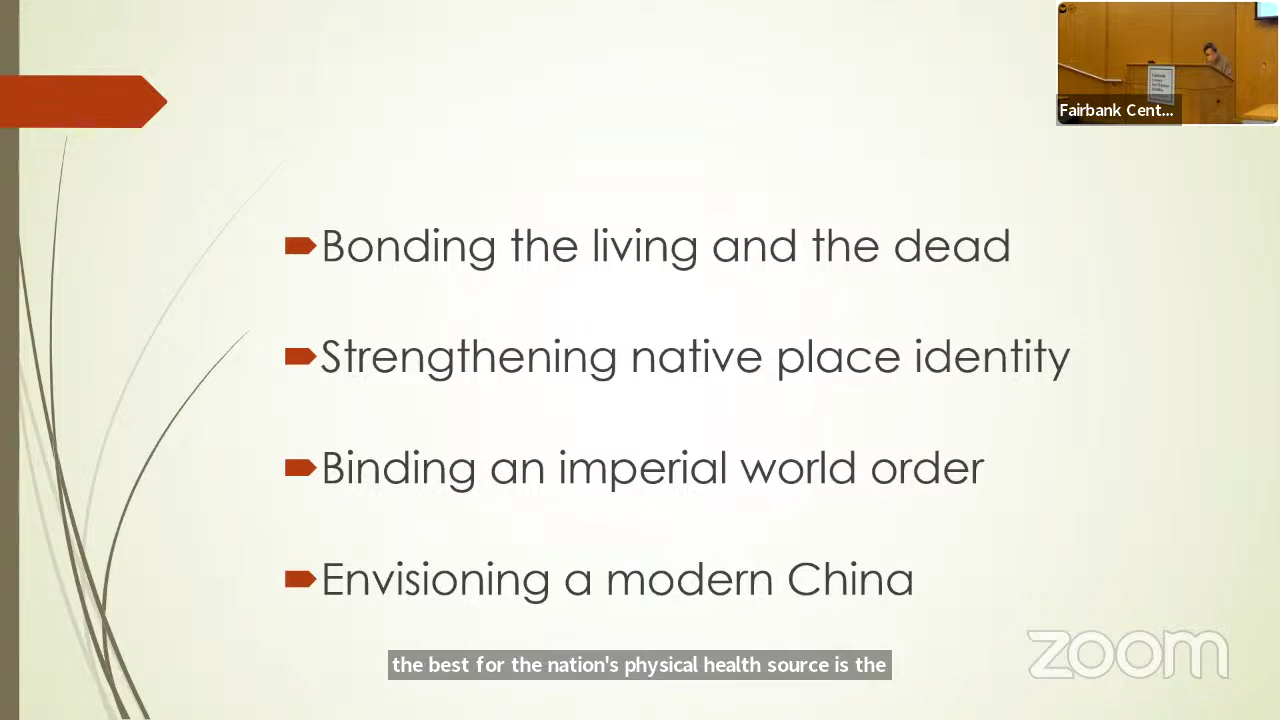 Fairbank Cent...
Bonding the living and the dead
Strengthening native place identity
Binding an imperial world order
Envisioning a modern China
the best for the nation's physical health source is the
zoom